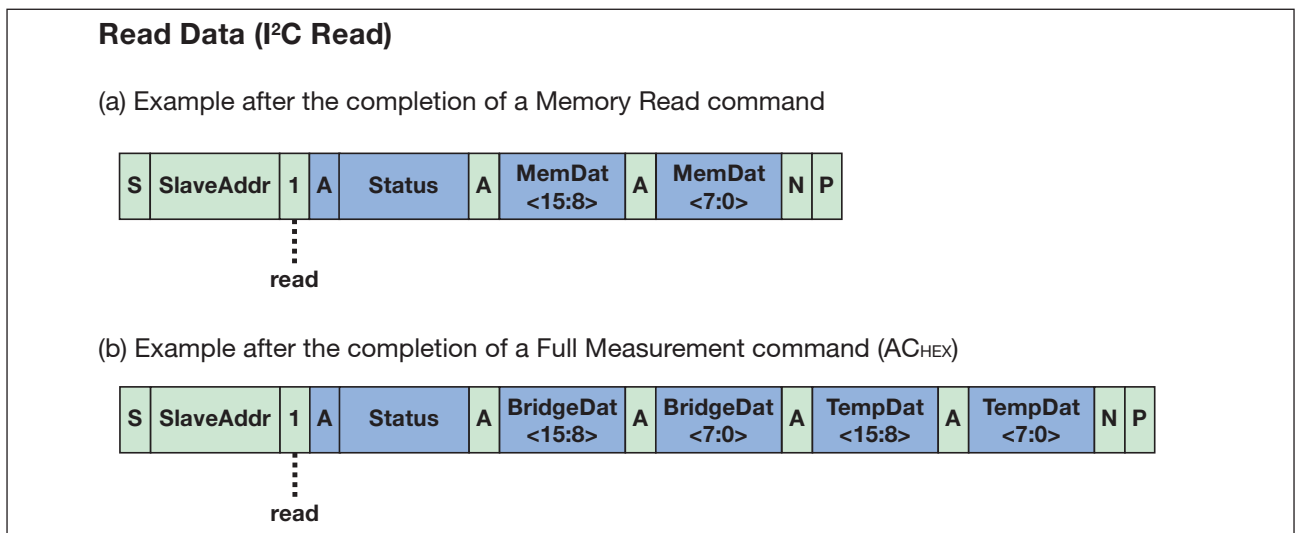 Read Data (I²C Read)
(a) Example after the completion of a Memory Read command
S SlaveAddr 1 A Status A MemDat <15:8> A MemDat <7:0> N P
read
(b) Example after the completion of a Full Measurement command (ACHEX)
S SlaveAddr 1 A Status A BridgeDat <15:8> A BridgeDat <7:0> A TempDat <15:8> A TempDat <7:0> N P
read